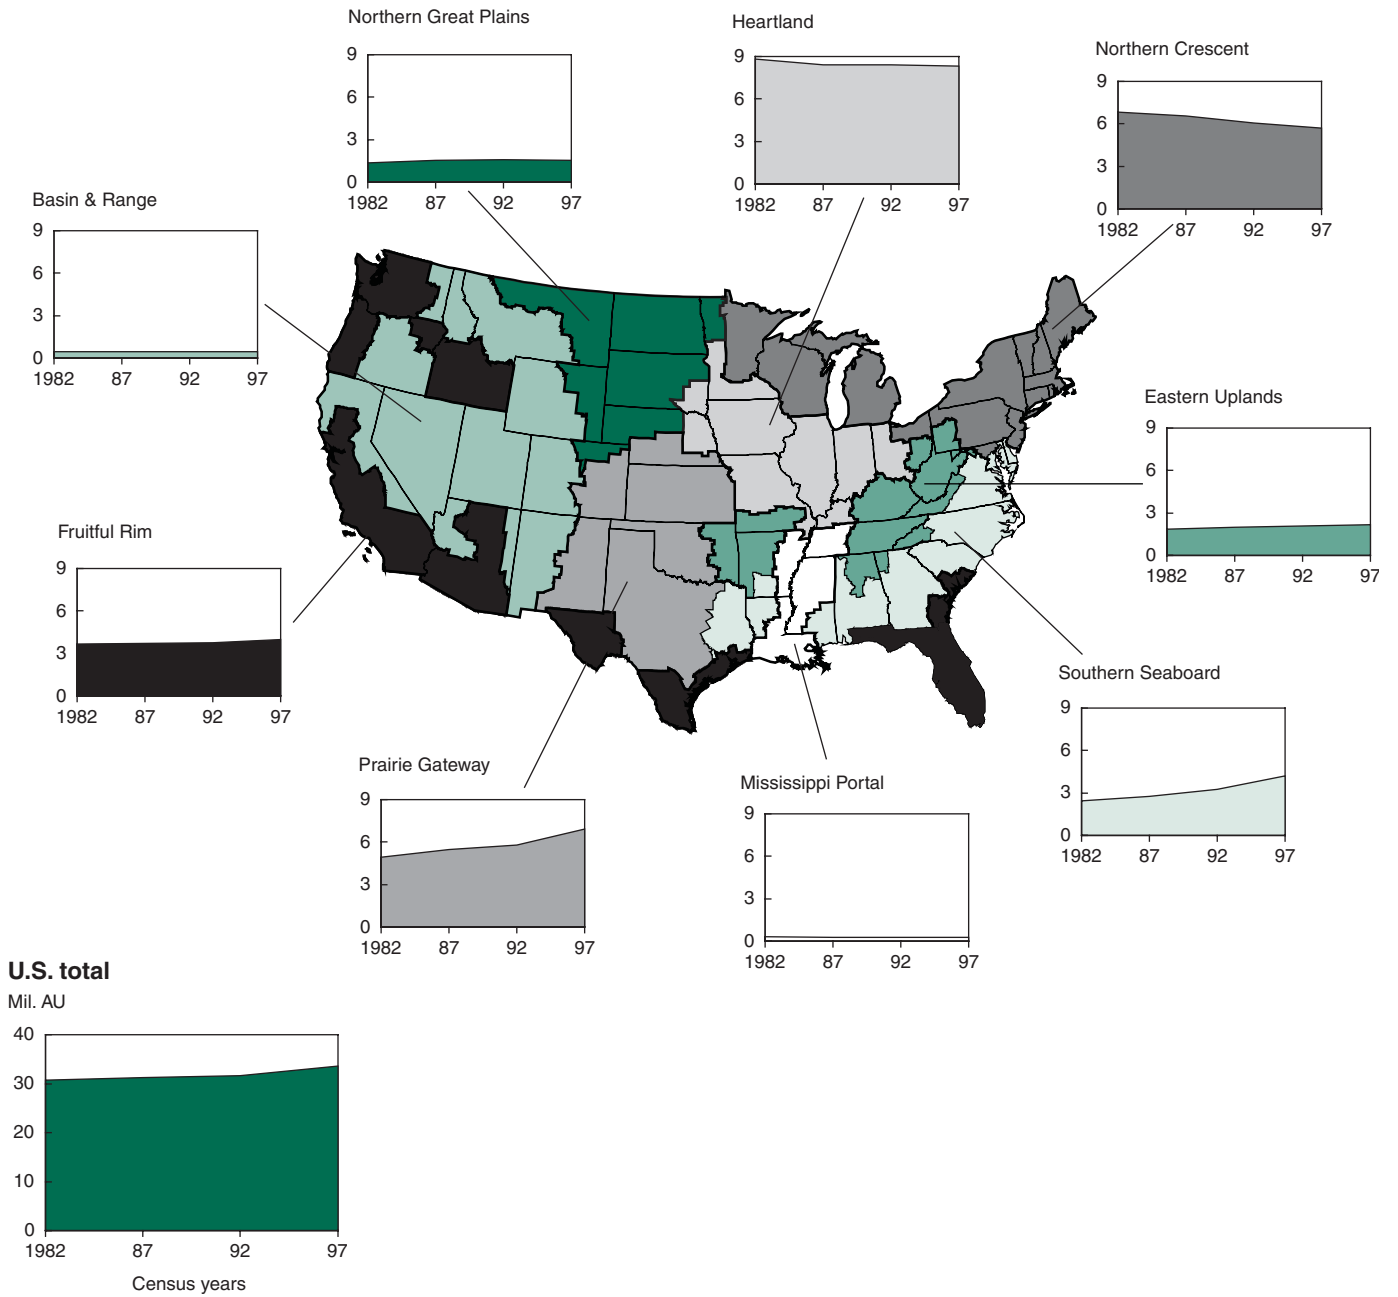 Northern Great Plains
9
6
3
0
1982 87 92 97
Heartland
9
6
3
0
1982 87 92 97
Northern Crescent
9
6
3
0
1982 87 92 97
Basin & Range
9
6
3
0
1982 87 92 97
Eastern Uplands
9
6
3
0
1982 87 92 97
Fruitful Rim
9
6
3
0
1982 87 92 97
Southern Seaboard
9
6
3
0
1982 87 92 97
Prairie Gateway
9
6
3
0
1982 87 92 97
Mississippi Portal
9
6
3
0
1982 87 92 97
U.S. total
Mil. AU
40
30
20
10
0
1982 87 92 97
Census years